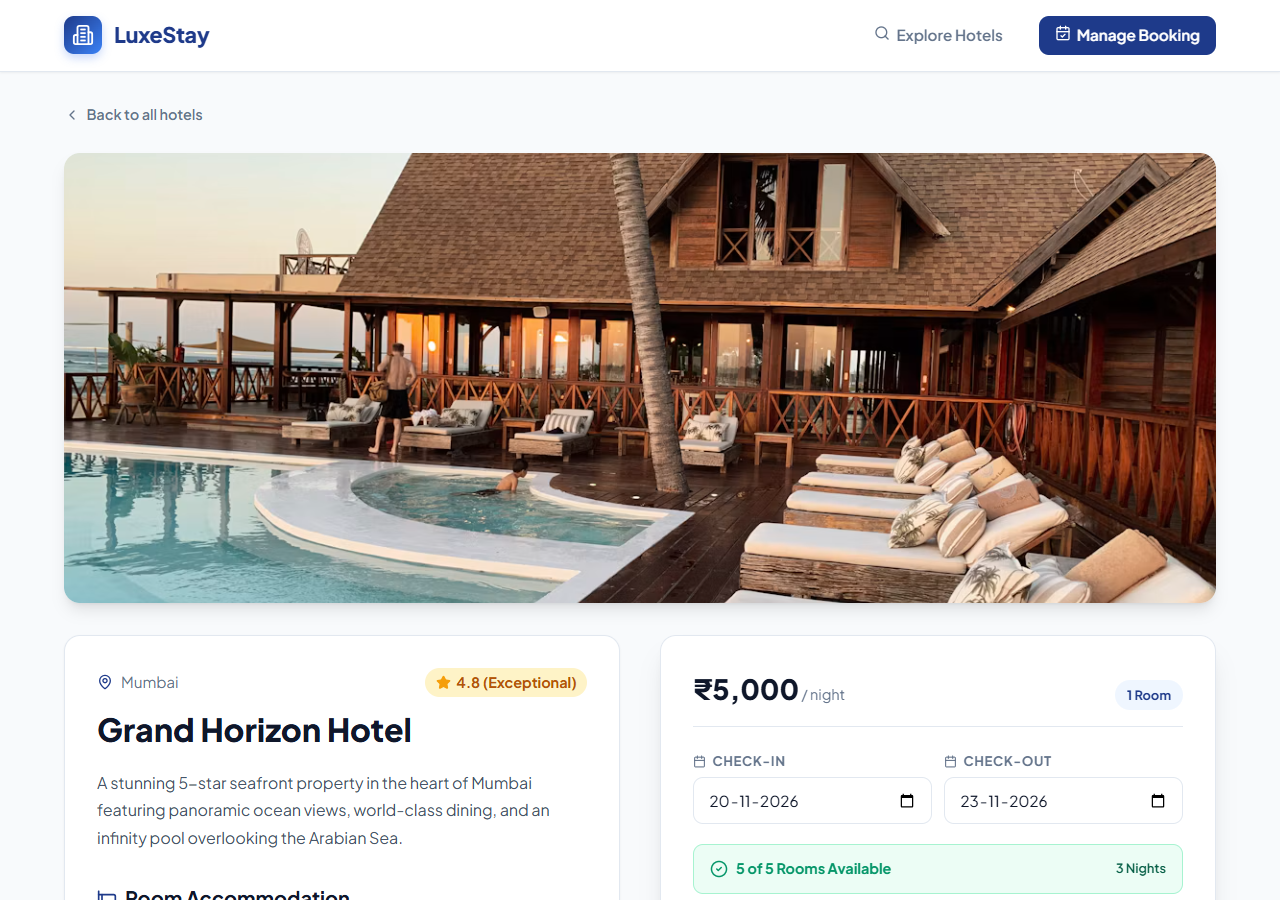 LuxeStay
Explore Hotels
Manage Booking
Back to all hotels
Mumbai
4.8 (Exceptional)
Grand Horizon Hotel
A stunning 5-star seafront property in the heart of Mumbai
featuring panoramic ocean views, world-class dining, and an
infinity pool overlooking the Arabian Sea.
Room Accommodation
₹5,000 / night
1 Room
CHECK-IN
CHECK-OUT
20-11-2026
23-11-2026
5 of 5 Rooms Available
3 Nights